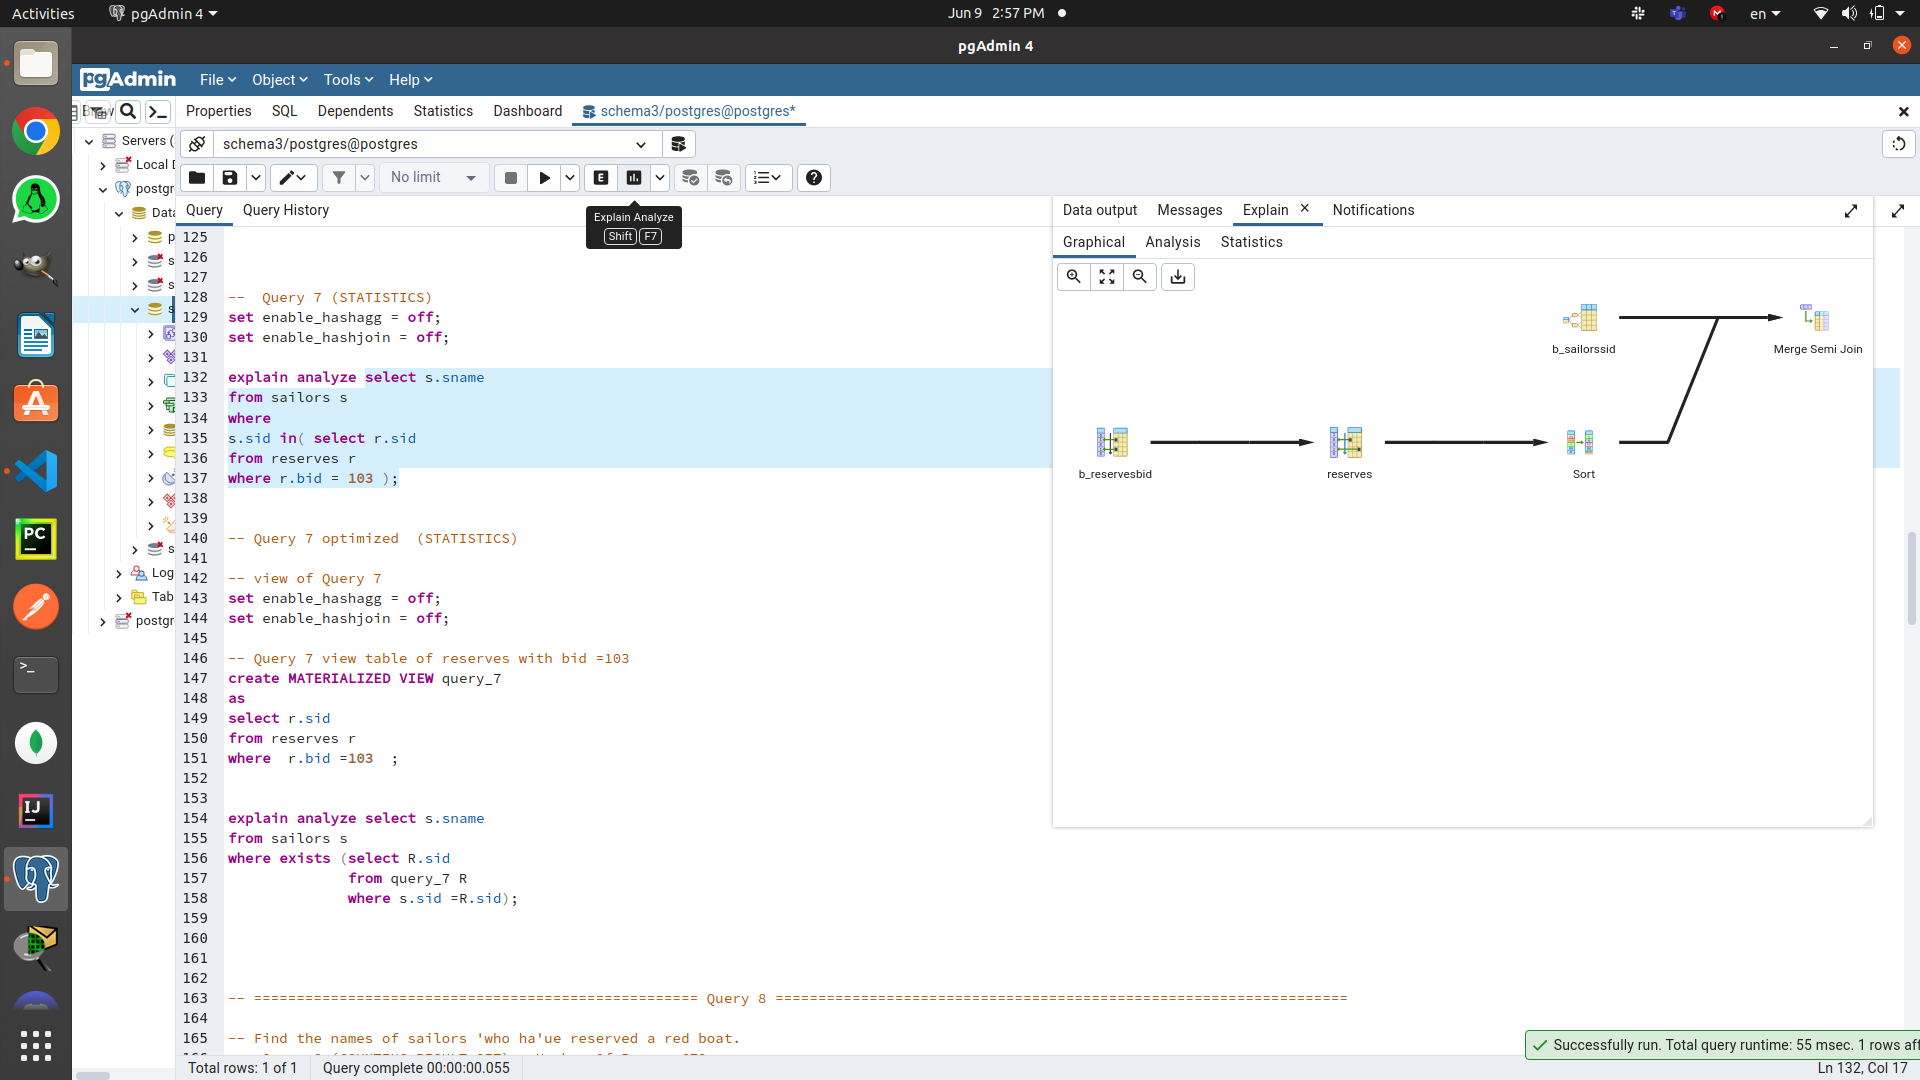 Activities
pgAdmin 4
Jun 9 2:57 PM
en
pgAdmin 4
pgAdmin
File
Object
Tools
Help
Properties
SQL
Dependents
Statistics
Dashboard
schema3/postgres@postgres*
Servers (
Local D
postgr
Data
p
s
s
s
s
Log
Tab
postgr
schema3/postgres@postgres
No limit
E
Query
Query History
Explain Analyze
Shift F7
125
126
127
128 -- Query 7 (STATISTICS)
129 set enable_hashagg = off;
130 set enable_hashjoin = off;
131
132 explain analyze select s.sname
133 from sailors s
134 where
135 s.sid in( select r.sid
136 from reserves r
137 where r.bid = 103 );
138
139
140 -- Query 7 optimized  (STATISTICS)
141
142 -- view of Query 7
143 set enable_hashagg = off;
144 set enable_hashjoin = off;
145
146 -- Query 7 view table of reserves with bid =103
147 create MATERIALIZED VIEW query_7
148 as
149 select r.sid
150 from reserves r
151 where  r.bid =103  ;
152
153
154 explain analyze select s.sname
155 from sailors s
156 where exists (select R.sid
157 from query_7 R
158 where s.sid =R.sid);
159
160
161
162
163 -- ==================================================== Query 8 ===================================================================
164
165 -- Find the names of sailors 'who ha'ue reserved a red boat.
Data output
Messages
Explain
Notifications
Graphical
Analysis
Statistics
b_sailorssid
Merge Semi Join
b_reservesbid
reserves
Sort
Successfully run. Total query runtime: 55 msec. 1 rows aff
Total rows: 1 of 1
Query complete 00:00:00.055
Ln 132, Col 17
PC
>_
IJ